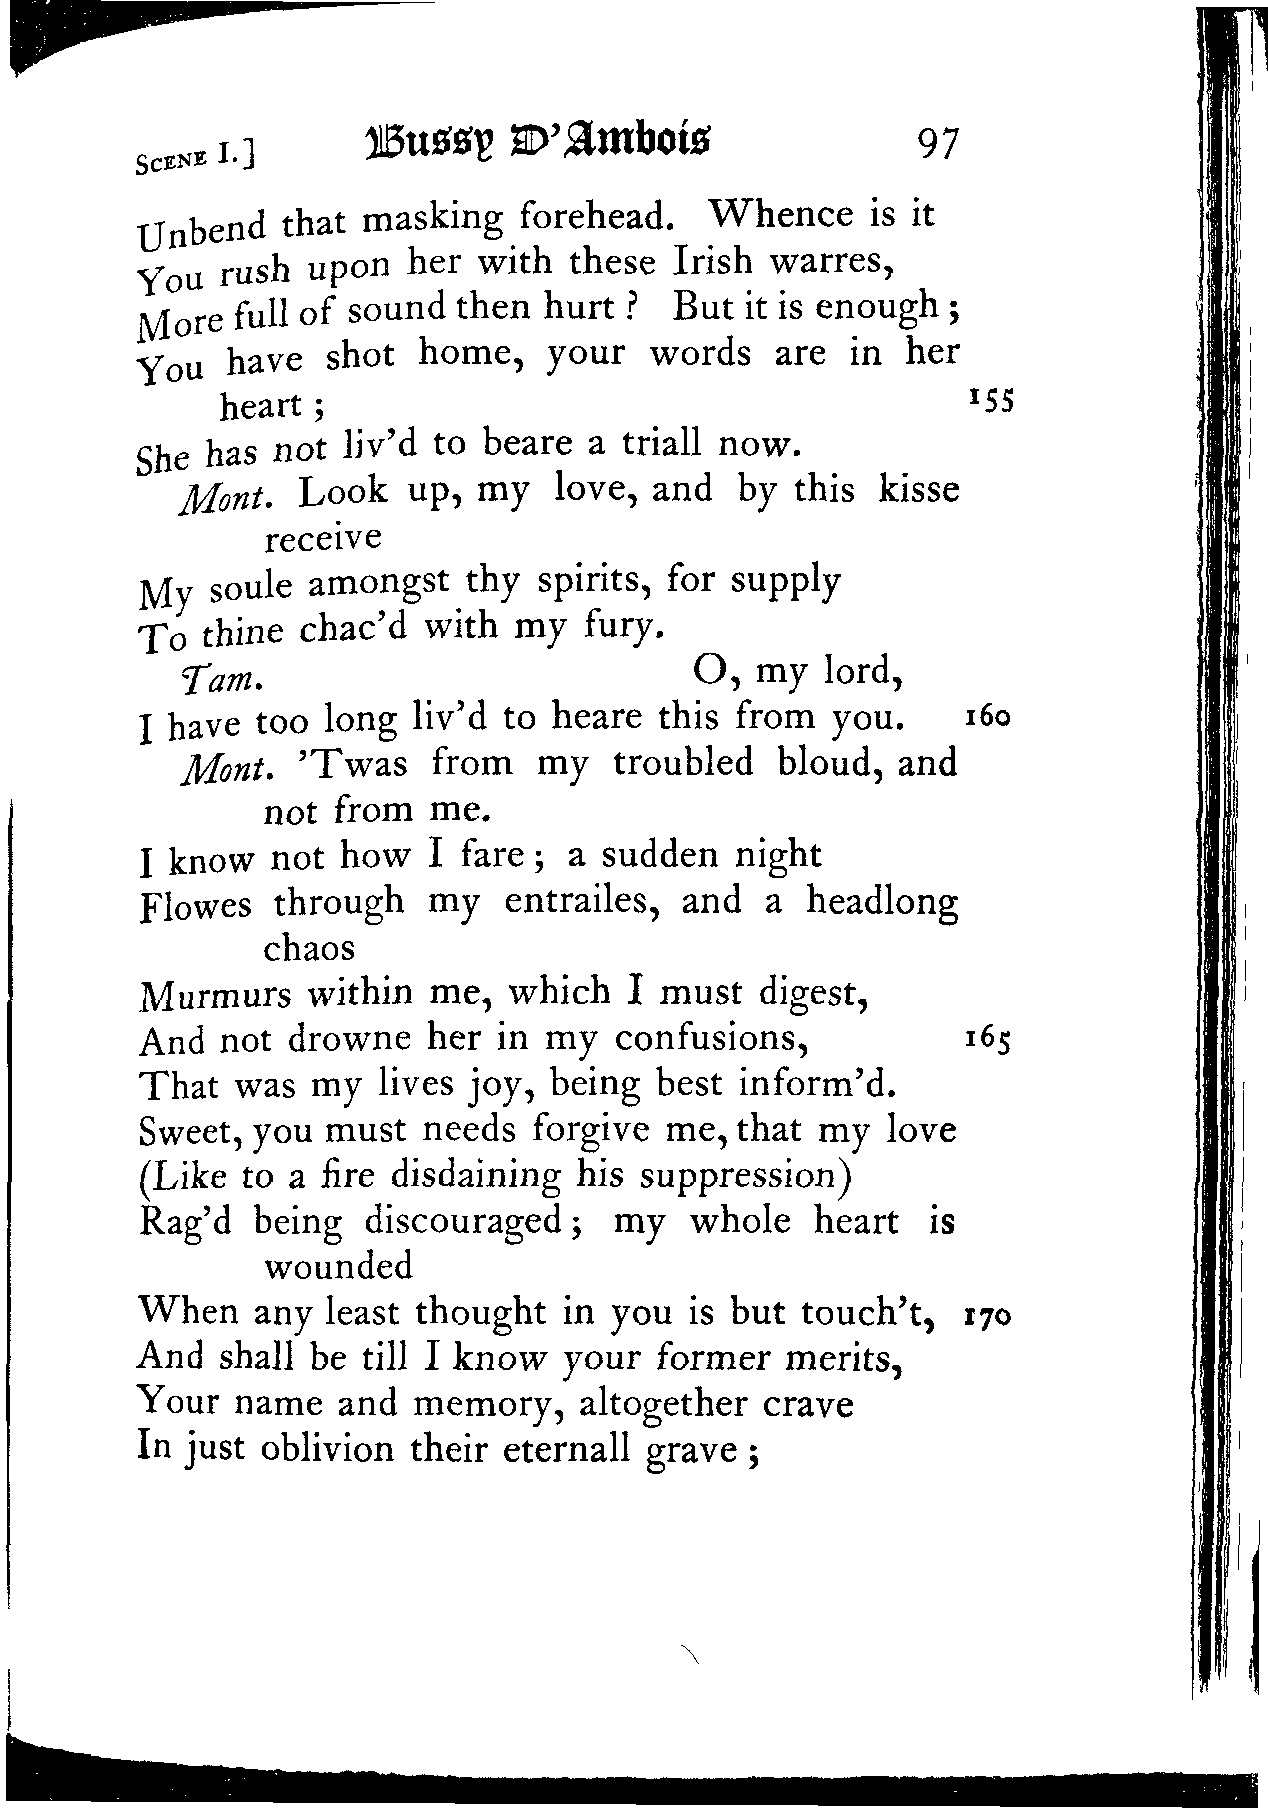 SCENE I.] Bussy D'Ambois 97
Unbend that masking forehead. Whence is it
You rush upon her with these Irish warres,
More full of sound then hurt ? But it is enough ;
You have shot home, your words are in her
heart ; 155
She has not liv'd to beare a triall now.
Mont. Look up, my love, and by this kisse
receive
My soule amongst thy spirits, for supply
To thine chac'd with my fury.
Tam. O, my lord,
I have too long liv'd to heare this from you. 160
Mont. 'Twas from my troubled bloud, and
not from me.
I know not how I fare ; a sudden night
Flowes through my entrailes, and a headlong
chaos
Murmurs within me, which I must digest,
And not drowne her in my confusions, 165
That was my lives joy, being best inform'd.
Sweet, you must needs forgive me, that my love
(Like to a fire disdaining his suppression)
Rag'd being discouraged ; my whole heart is
wounded
When any least thought in you is but touch't, 170
And shall be till I know your former merits,
Your name and memory, altogether crave
In just oblivion their eternall grave ;